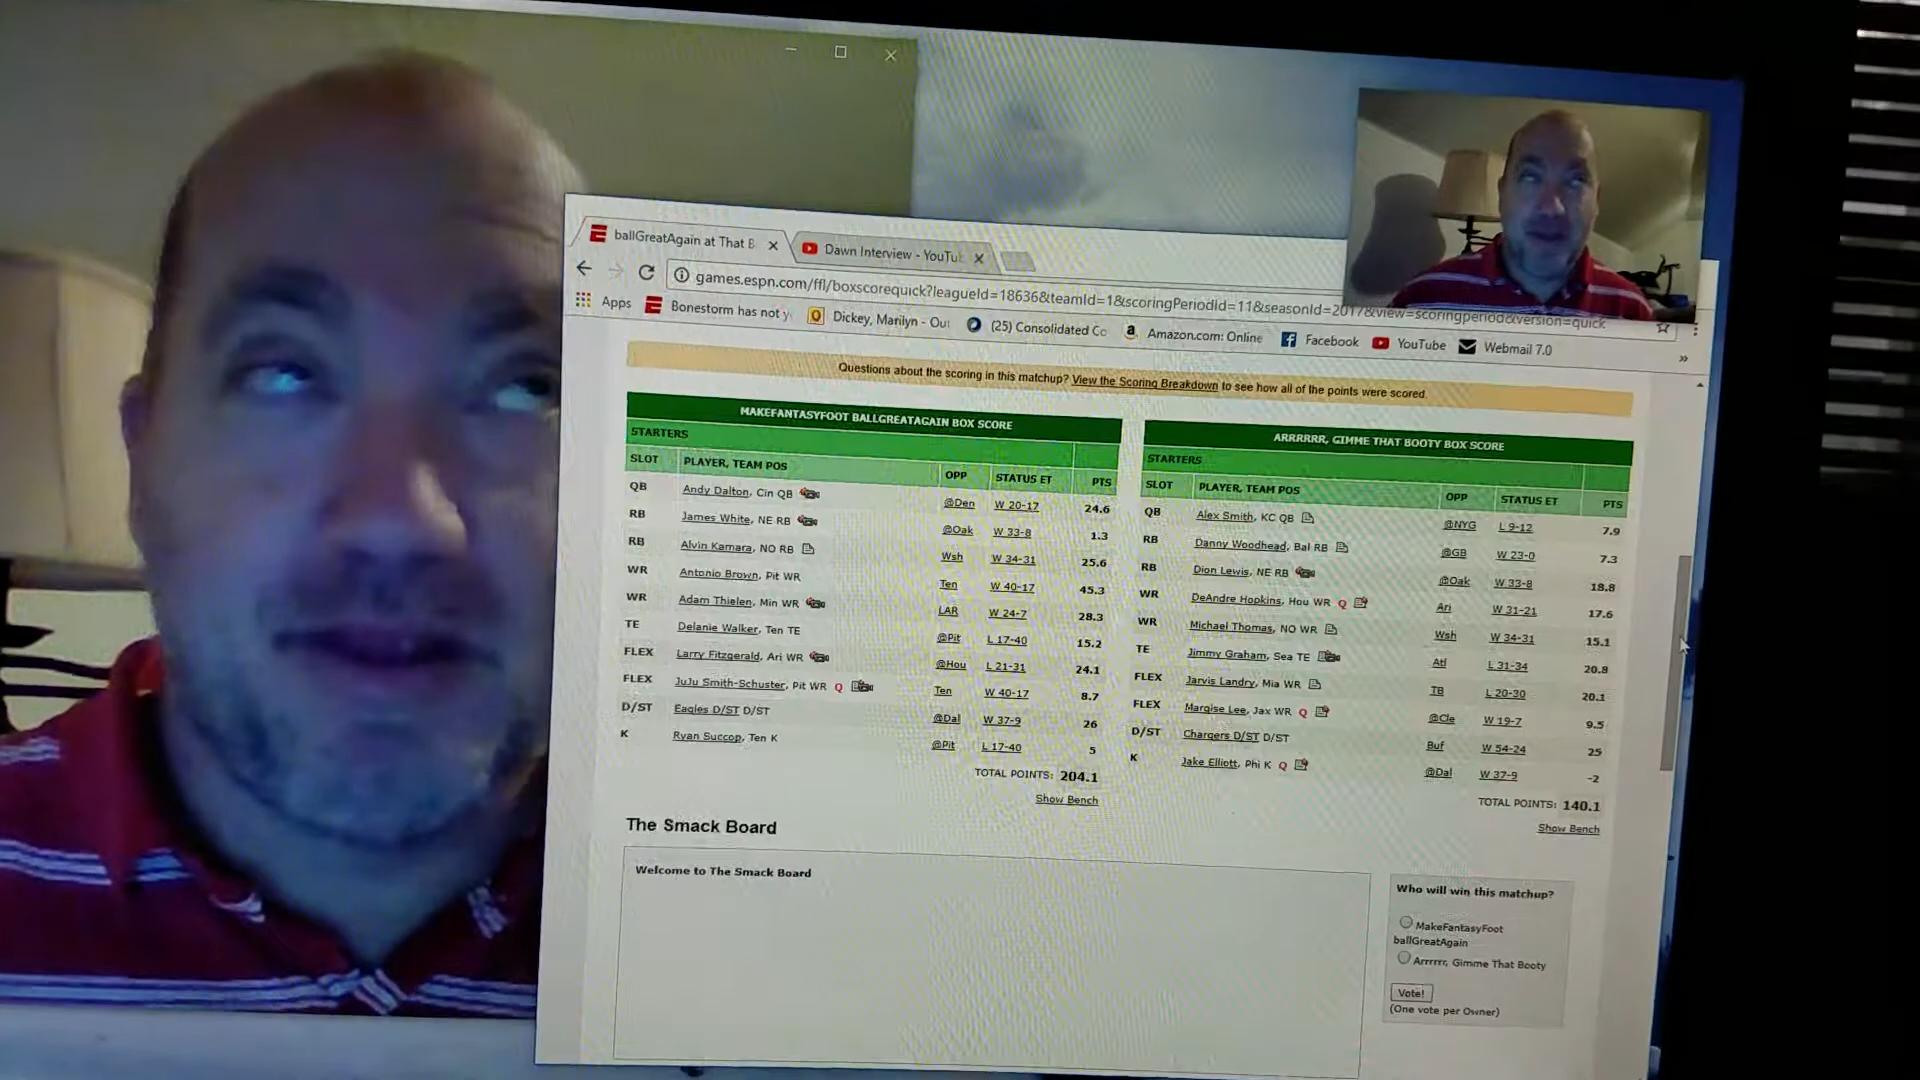 ballGreatAgain at That B
Dawn Interview - YouTu
games.espn.com/ffl/boxscorequick?leagueId=18636&teamId=1&scoringPeriodId=11&seasonId=2017&view=scoringperiod&version=quick
Apps Bonestorm has not y Dickey, Marilyn - Out (25) Consolidated Co Amazon.com: Online Facebook YouTube Webmail 7.0 »
Questions about the scoring in this matchup? View the Scoring Breakdown to see how all of the points were scored.
MAKEFANTASYFOOT BALLGREATAGAIN BOX SCORE
STARTERS
SLOT PLAYER, TEAM POS OPP STATUS ET PTS
QB Andy Dalton, Cin QB @Den W 20-17 24.6
RB James White, NE RB @Oak W 33-8 1.3
RB Alvin Kamara, NO RB Wsh W 34-31 25.6
WR Antonio Brown, Pit WR Ten W 40-17 45.3
WR Adam Thielen, Min WR LAR W 24-7 28.3
TE Delanie Walker, Ten TE @Pit L 17-40 15.2
FLEX Larry Fitzgerald, Ari WR @Hou L 21-31 24.1
FLEX JuJu Smith-Schuster, Pit WR Q Ten W 40-17 8.7
D/ST Eagles D/ST D/ST @Dal W 37-9 26
K Ryan Succop, Ten K @Pit L 17-40 5
TOTAL POINTS: 204.1
Show Bench
ARRRRRR, GIMME THAT BOOTY BOX SCORE
STARTERS
SLOT PLAYER, TEAM POS OPP STATUS ET PTS
QB Alex Smith, KC QB @NYG L 9-12 7.9
RB Danny Woodhead, Bal RB @GB W 23-0 7.3
RB Dion Lewis, NE RB @Oak W 33-8 18.8
WR DeAndre Hopkins, Hou WR Q Ari W 31-21 17.6
WR Michael Thomas, NO WR Wsh W 34-31 15.1
TE Jimmy Graham, Sea TE Atl L 31-34 20.8
FLEX Jarvis Landry, Mia WR TB L 20-30 20.1
FLEX Marqise Lee, Jax WR Q @Cle W 19-7 9.5
D/ST Chargers D/ST D/ST Buf W 54-24 25
K Jake Elliott, Phi K Q @Dal W 37-9 -2
TOTAL POINTS: 140.1
Show Bench
The Smack Board
Welcome to The Smack Board
Who will win this matchup?
MakeFantasyFoot
ballGreatAgain
Arrrrrr, Gimme That Booty
Vote!
(One vote per Owner)